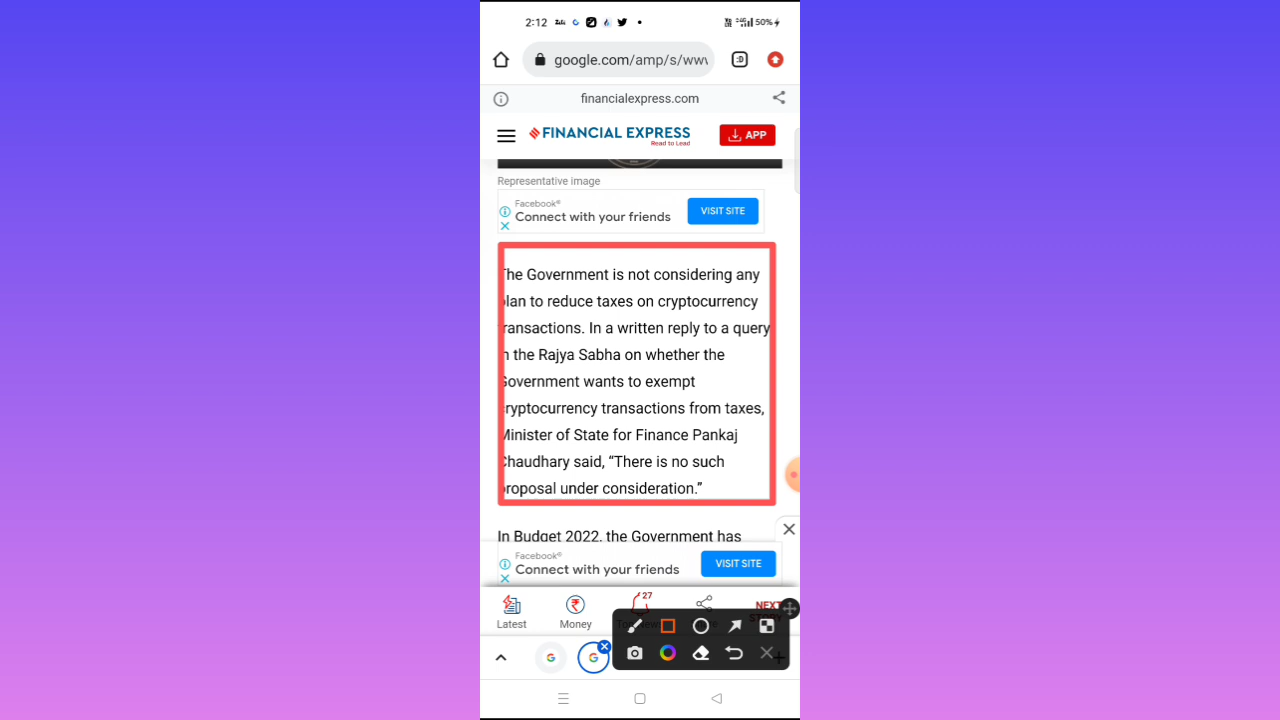 2:12
50%
google.com/amp/s/www
financialexpress.com
FINANCIAL EXPRESS
Read to Lead
APP
Representative image
Facebook®
Connect with your friends
VISIT SITE
The Government is not considering any
plan to reduce taxes on cryptocurrency
transactions. In a written reply to a query
in the Rajya Sabha on whether the
Government wants to exempt
cryptocurrency transactions from taxes,
Minister of State for Finance Pankaj
Chaudhary said, “There is no such
proposal under consideration.”
In Budget 2022, the Government has
Facebook®
Connect with your friends
VISIT SITE
27
Latest
Money
NEXT